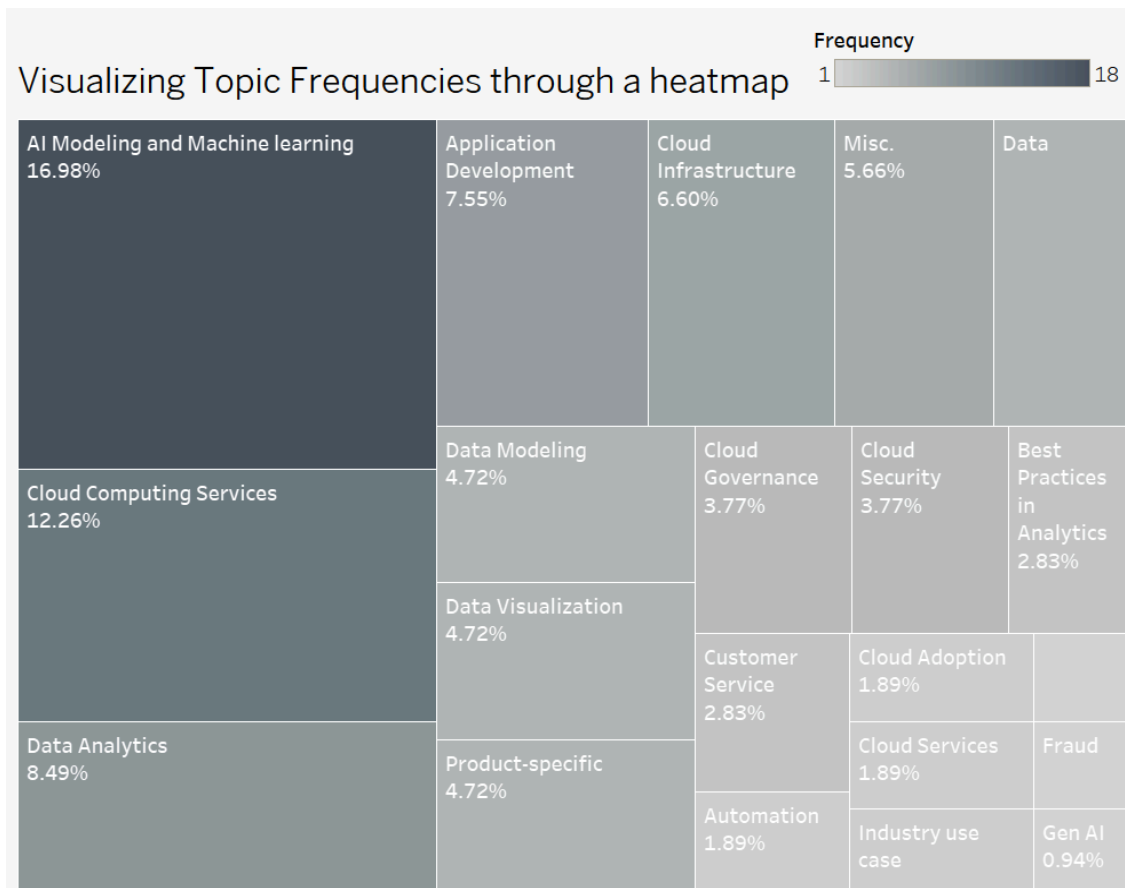 Frequency
1
18
Visualizing Topic Frequencies through a heatmap
AI Modeling and Machine learning
16.98%
Application
Development
7.55%
Cloud
Infrastructure
6.60%
Misc.
5.66%
Data
Cloud Computing Services
12.26%
Data Analytics
8.49%
Data Modeling
4.72%
Data Visualization
4.72%
Product-specific
4.72%
Cloud
Governance
3.77%
Cloud
Security
3.77%
Best
Practices
in
Analytics
2.83%
Customer
Service
2.83%
Automation
1.89%
Cloud Adoption
1.89%
Cloud Services
1.89%
Industry use
case
Fraud
Gen AI
0.94%